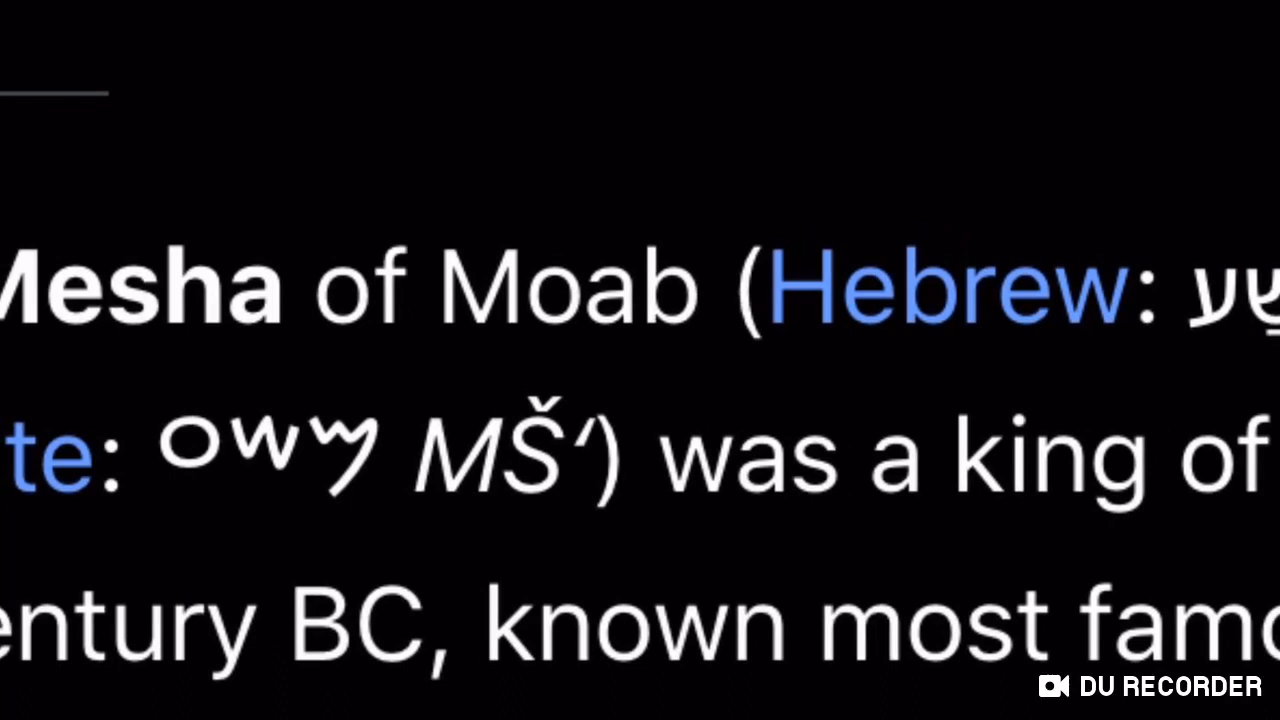 Mesha of Moab (Hebrew: שַׁע
te: 𐤌𐤔𐤏 MŠʿ) was a king of
entury BC, known most famo
DU RECORDER